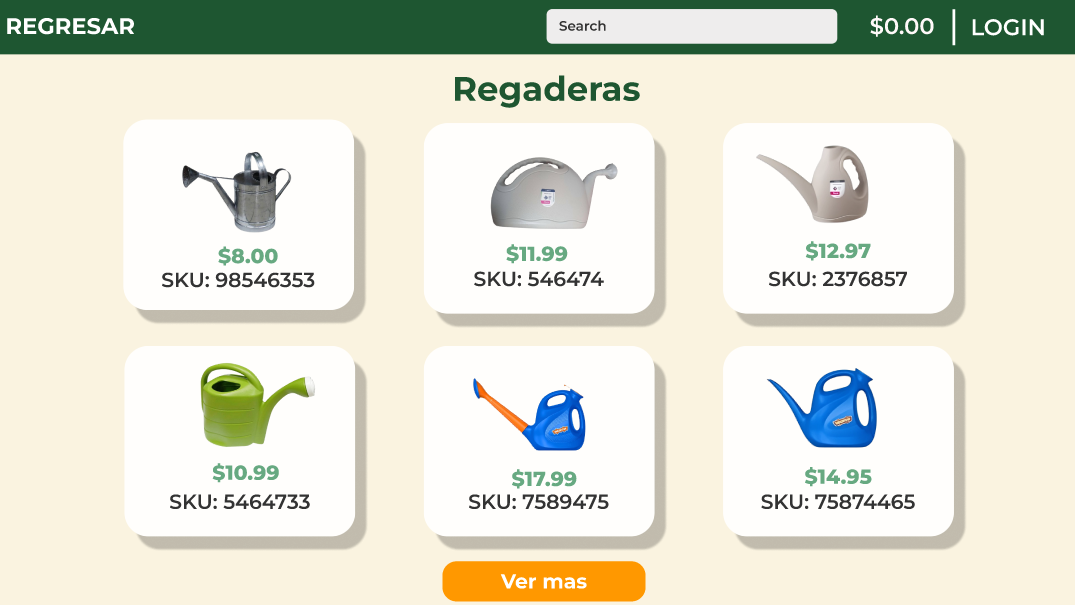 REGRESAR
Search
$0.00
LOGIN
Regaderas
$8.00
SKU: 98546353
$11.99
SKU: 546474
$12.97
SKU: 2376857
$10.99
SKU: 5464733
$17.99
SKU: 7589475
$14.95
SKU: 75874465
Ver mas